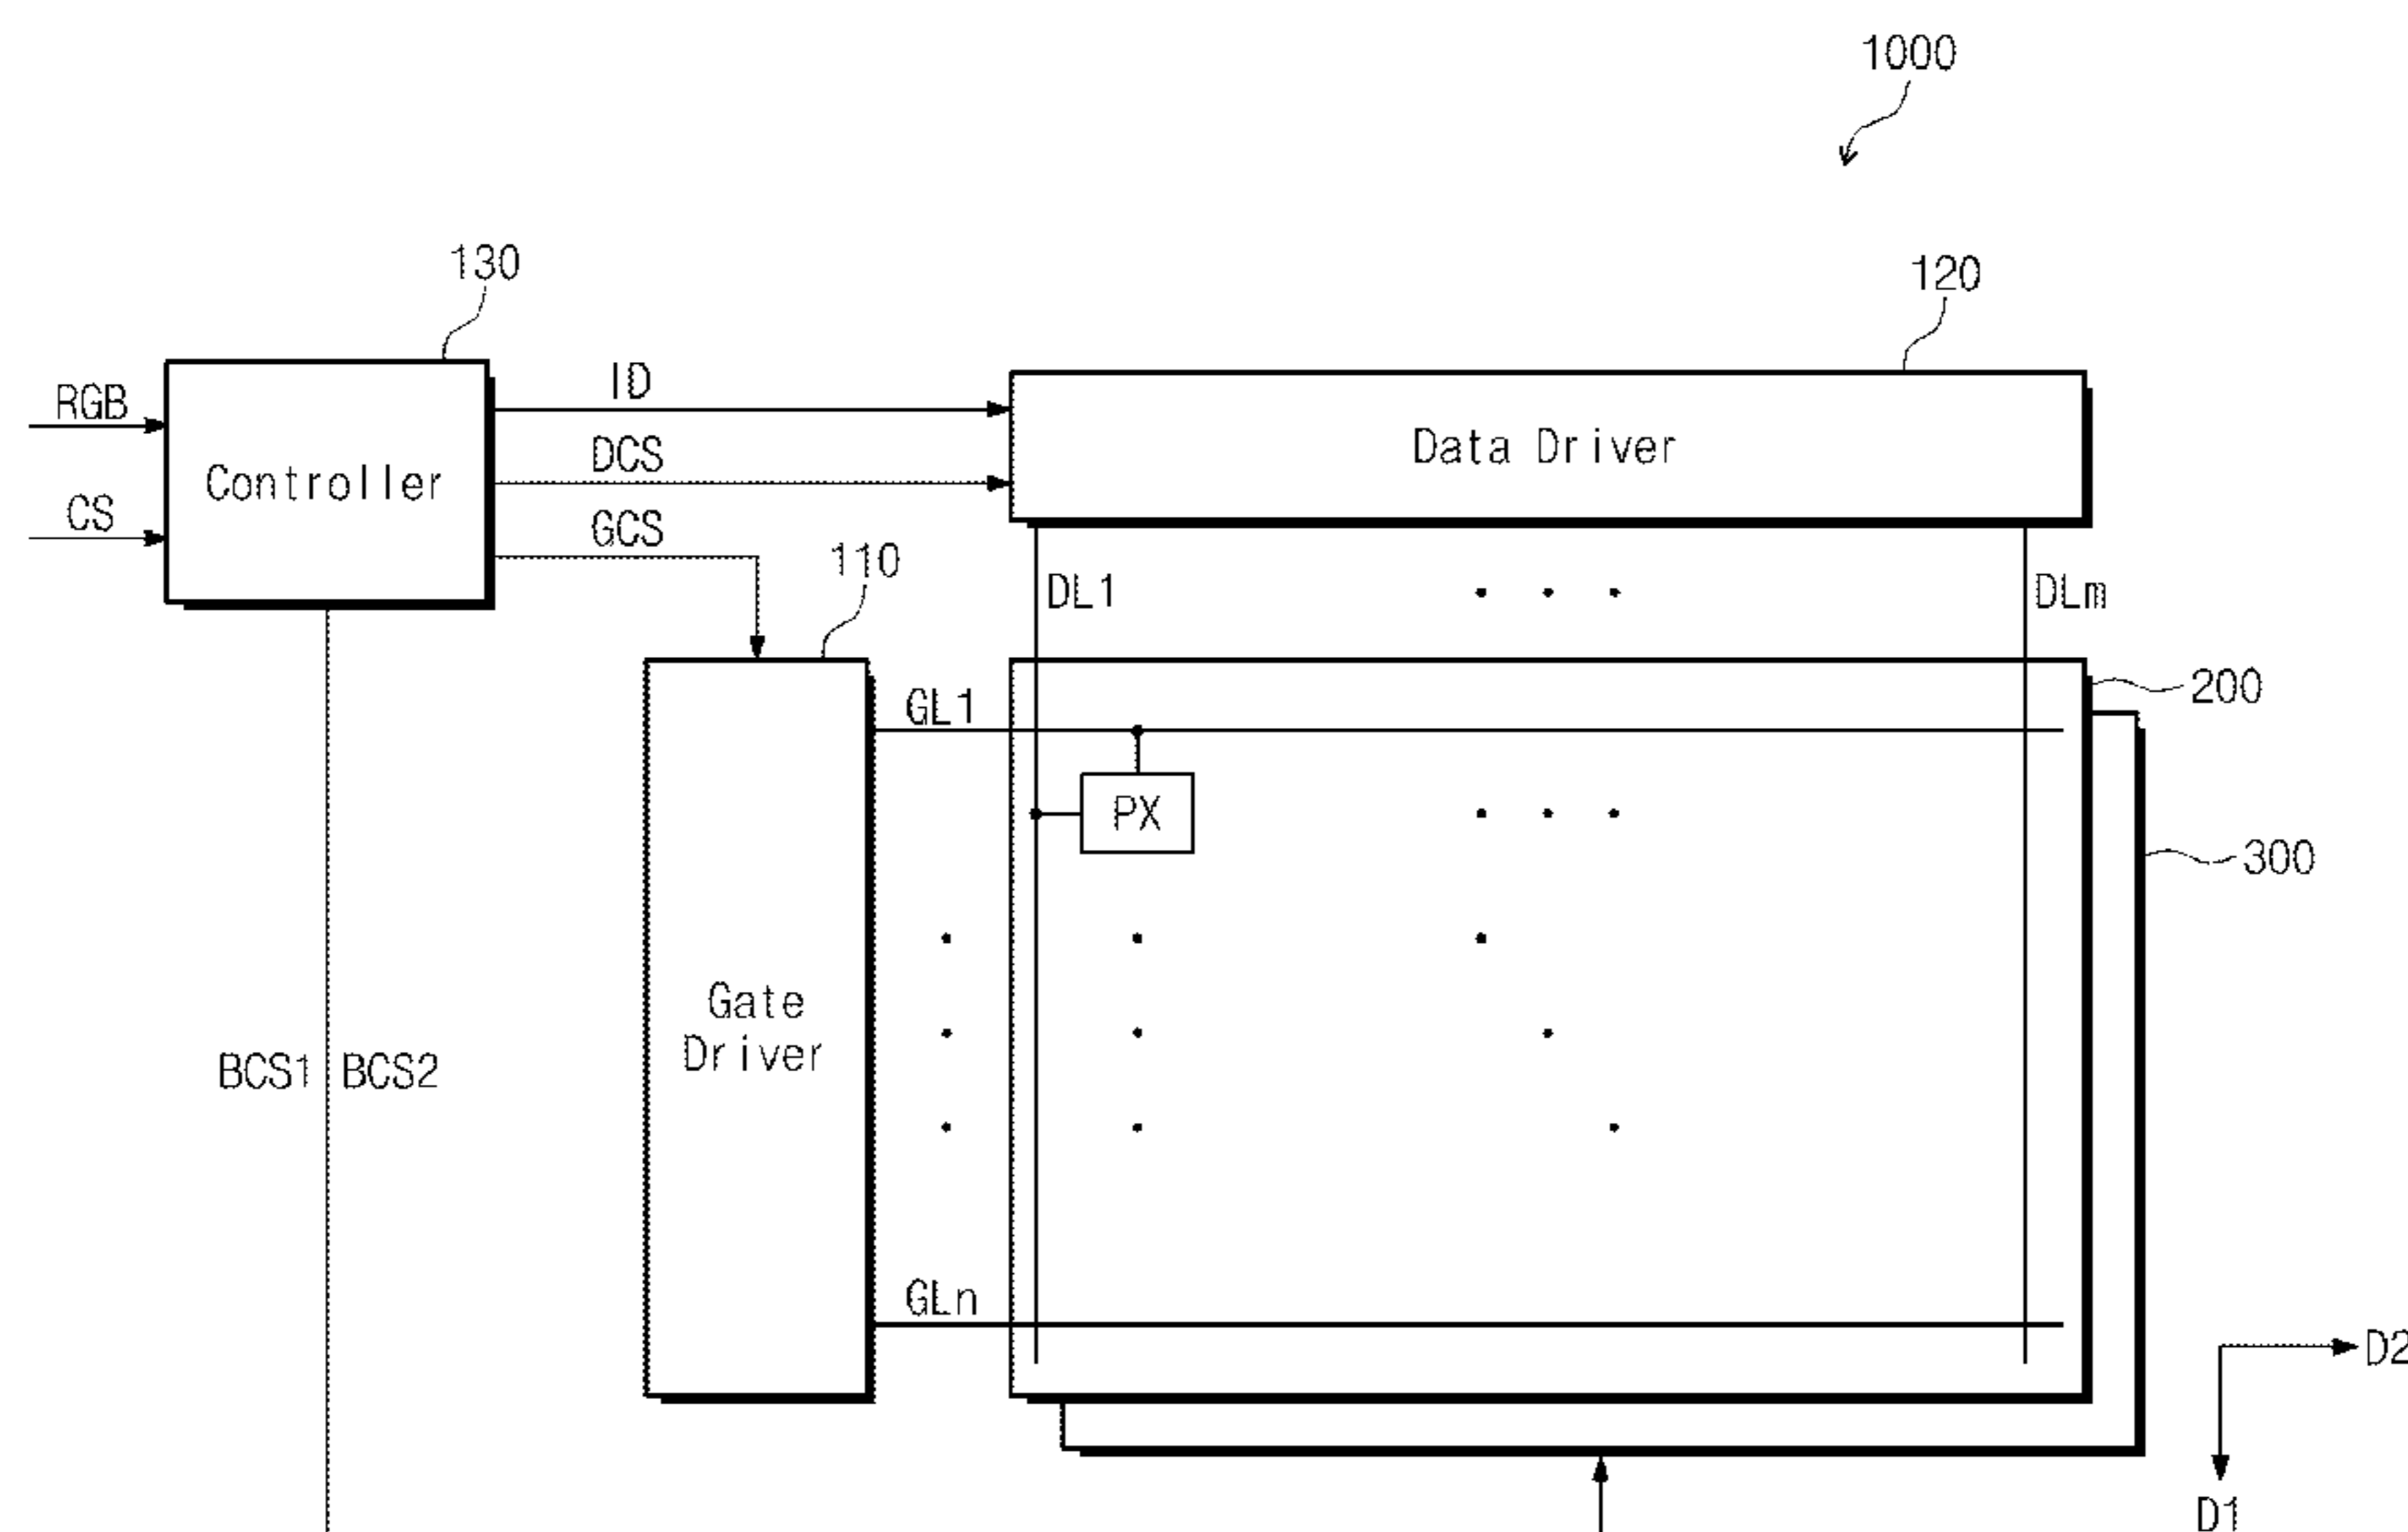 1000
130
120
RGB
ID
Data Driver
DCS
Controller
CS
GCS
110
DL1
DLm
200
GL1
PX
300
Gate
Driver
BCS1
BCS2
GLn
D2
D1